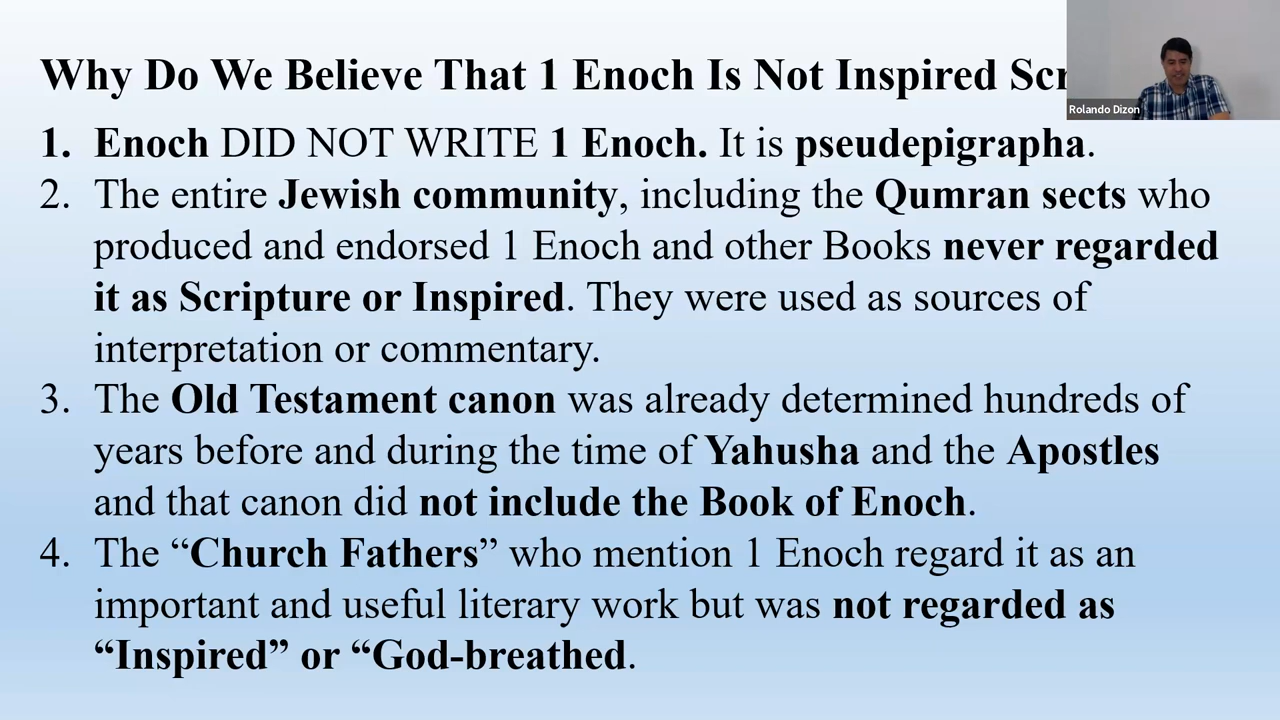 Why Do We Believe That 1 Enoch Is Not Inspired Scr
Rolando Dizon
1. Enoch DID NOT WRITE 1 Enoch. It is pseudepigrapha.
2. The entire Jewish community, including the Qumran sects who
produced and endorsed 1 Enoch and other Books never regarded
it as Scripture or Inspired. They were used as sources of
interpretation or commentary.
3. The Old Testament canon was already determined hundreds of
years before and during the time of Yahusha and the Apostles
and that canon did not include the Book of Enoch.
4. The “Church Fathers” who mention 1 Enoch regard it as an
important and useful literary work but was not regarded as
“Inspired” or “God-breathed.